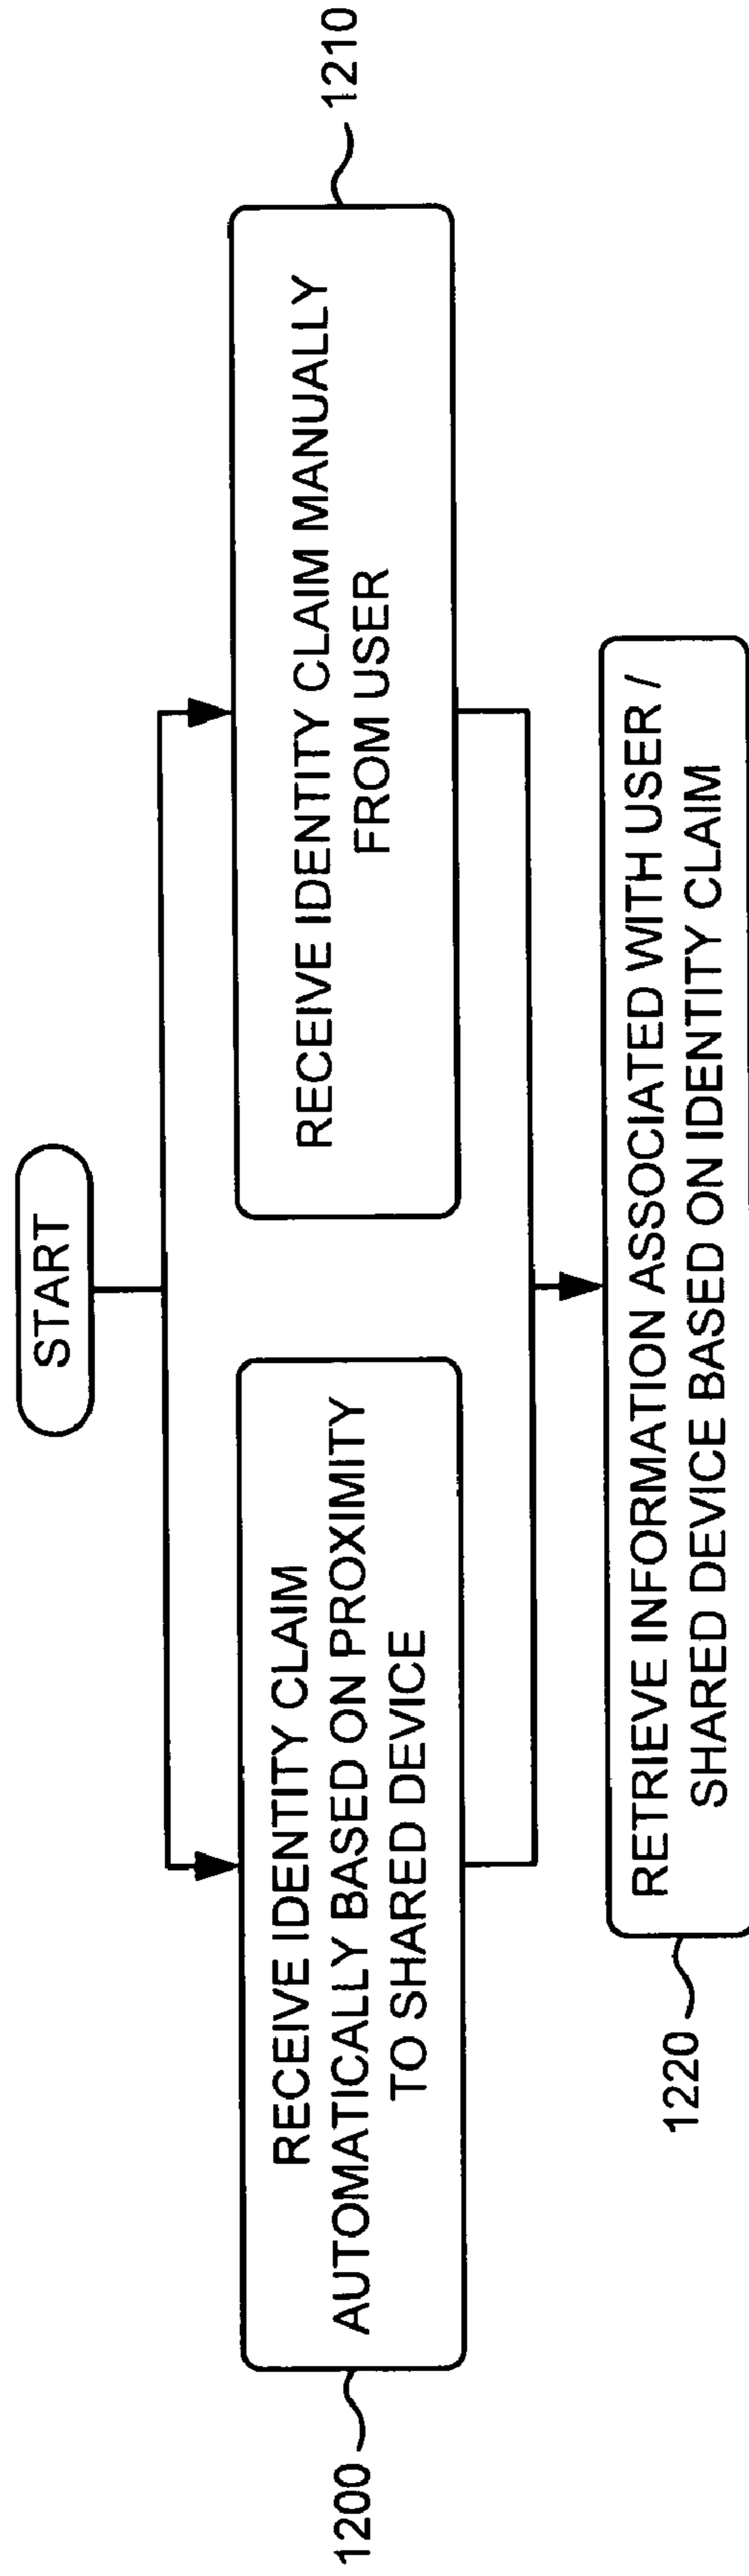 START
1200
RECEIVE IDENTITY CLAIM
AUTOMATICALLY BASED ON PROXIMITY
TO SHARED DEVICE
RECEIVE IDENTITY CLAIM MANUALLY
FROM USER
1210
1220
RETRIEVE INFORMATION ASSOCIATED WITH USER /
SHARED DEVICE BASED ON IDENTITY CLAIM